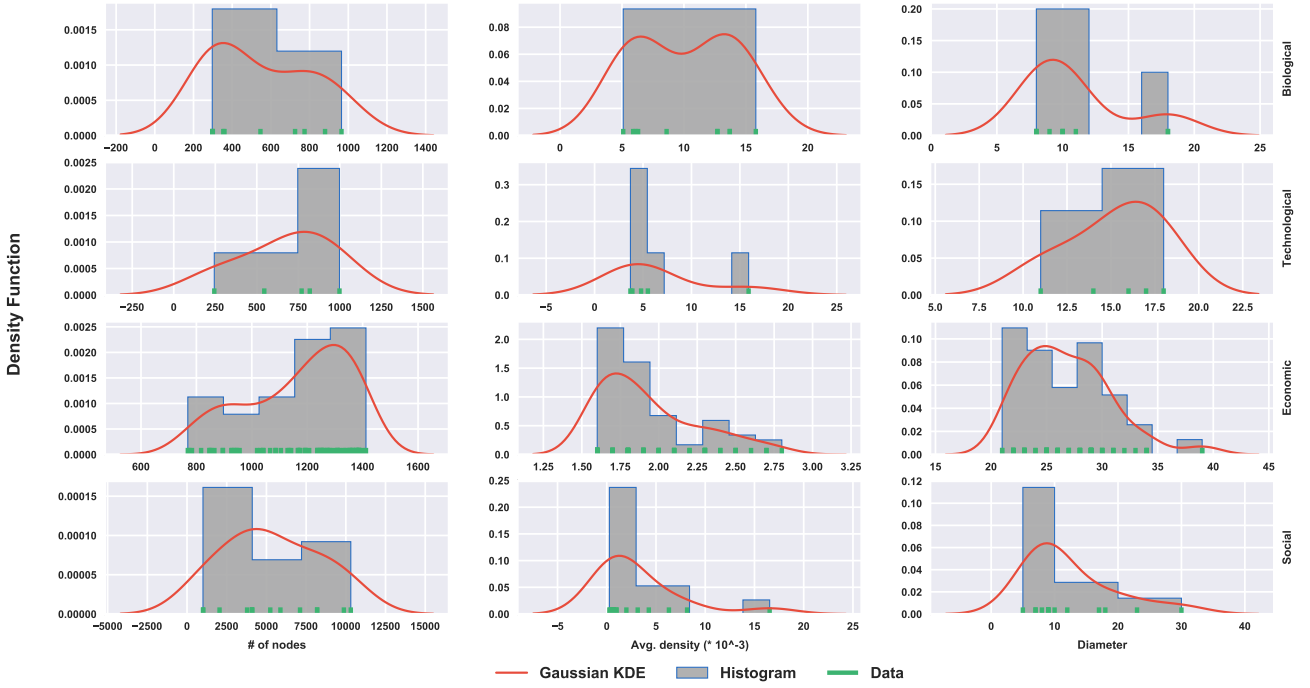 0.0015
0.0010
0.0005
0.0000
−200 0 200 400 600 800 1000 1200 1400
0.08
0.06
0.04
0.02
0.00
0 5 10 15 20
0.20
0.15
0.10
0.05
0.00
0 5 10 15 20 25
Biological
0.0025
0.0020
0.0015
0.0010
0.0005
0.0000
−250 0 250 500 750 1000 1250 1500
0.3
0.2
0.1
0.0
−5 0 5 10 15 20 25
0.15
0.10
0.05
0.00
5.0 7.5 10.0 12.5 15.0 17.5 20.0 22.5
Technological
Density Function
0.0025
0.0020
0.0015
0.0010
0.0005
0.0000
600 800 1000 1200 1400 1600
2.0
1.5
1.0
0.5
0.0
1.25 1.50 1.75 2.00 2.25 2.50 2.75 3.00 3.25
0.10
0.08
0.06
0.04
0.02
0.00
15 20 25 30 35 40 45
Economic
0.00015
0.00010
0.00005
0.00000
−5000 −2500 0 2500 5000 7500 10000 12500 15000
# of nodes
0.25
0.20
0.15
0.10
0.05
0.00
−5 0 5 10 15 20 25
Avg. density (* 10^-3)
0.12
0.10
0.08
0.06
0.04
0.02
0.00
0 10 20 30 40
Diameter
Social
Gaussian KDE Histogram Data